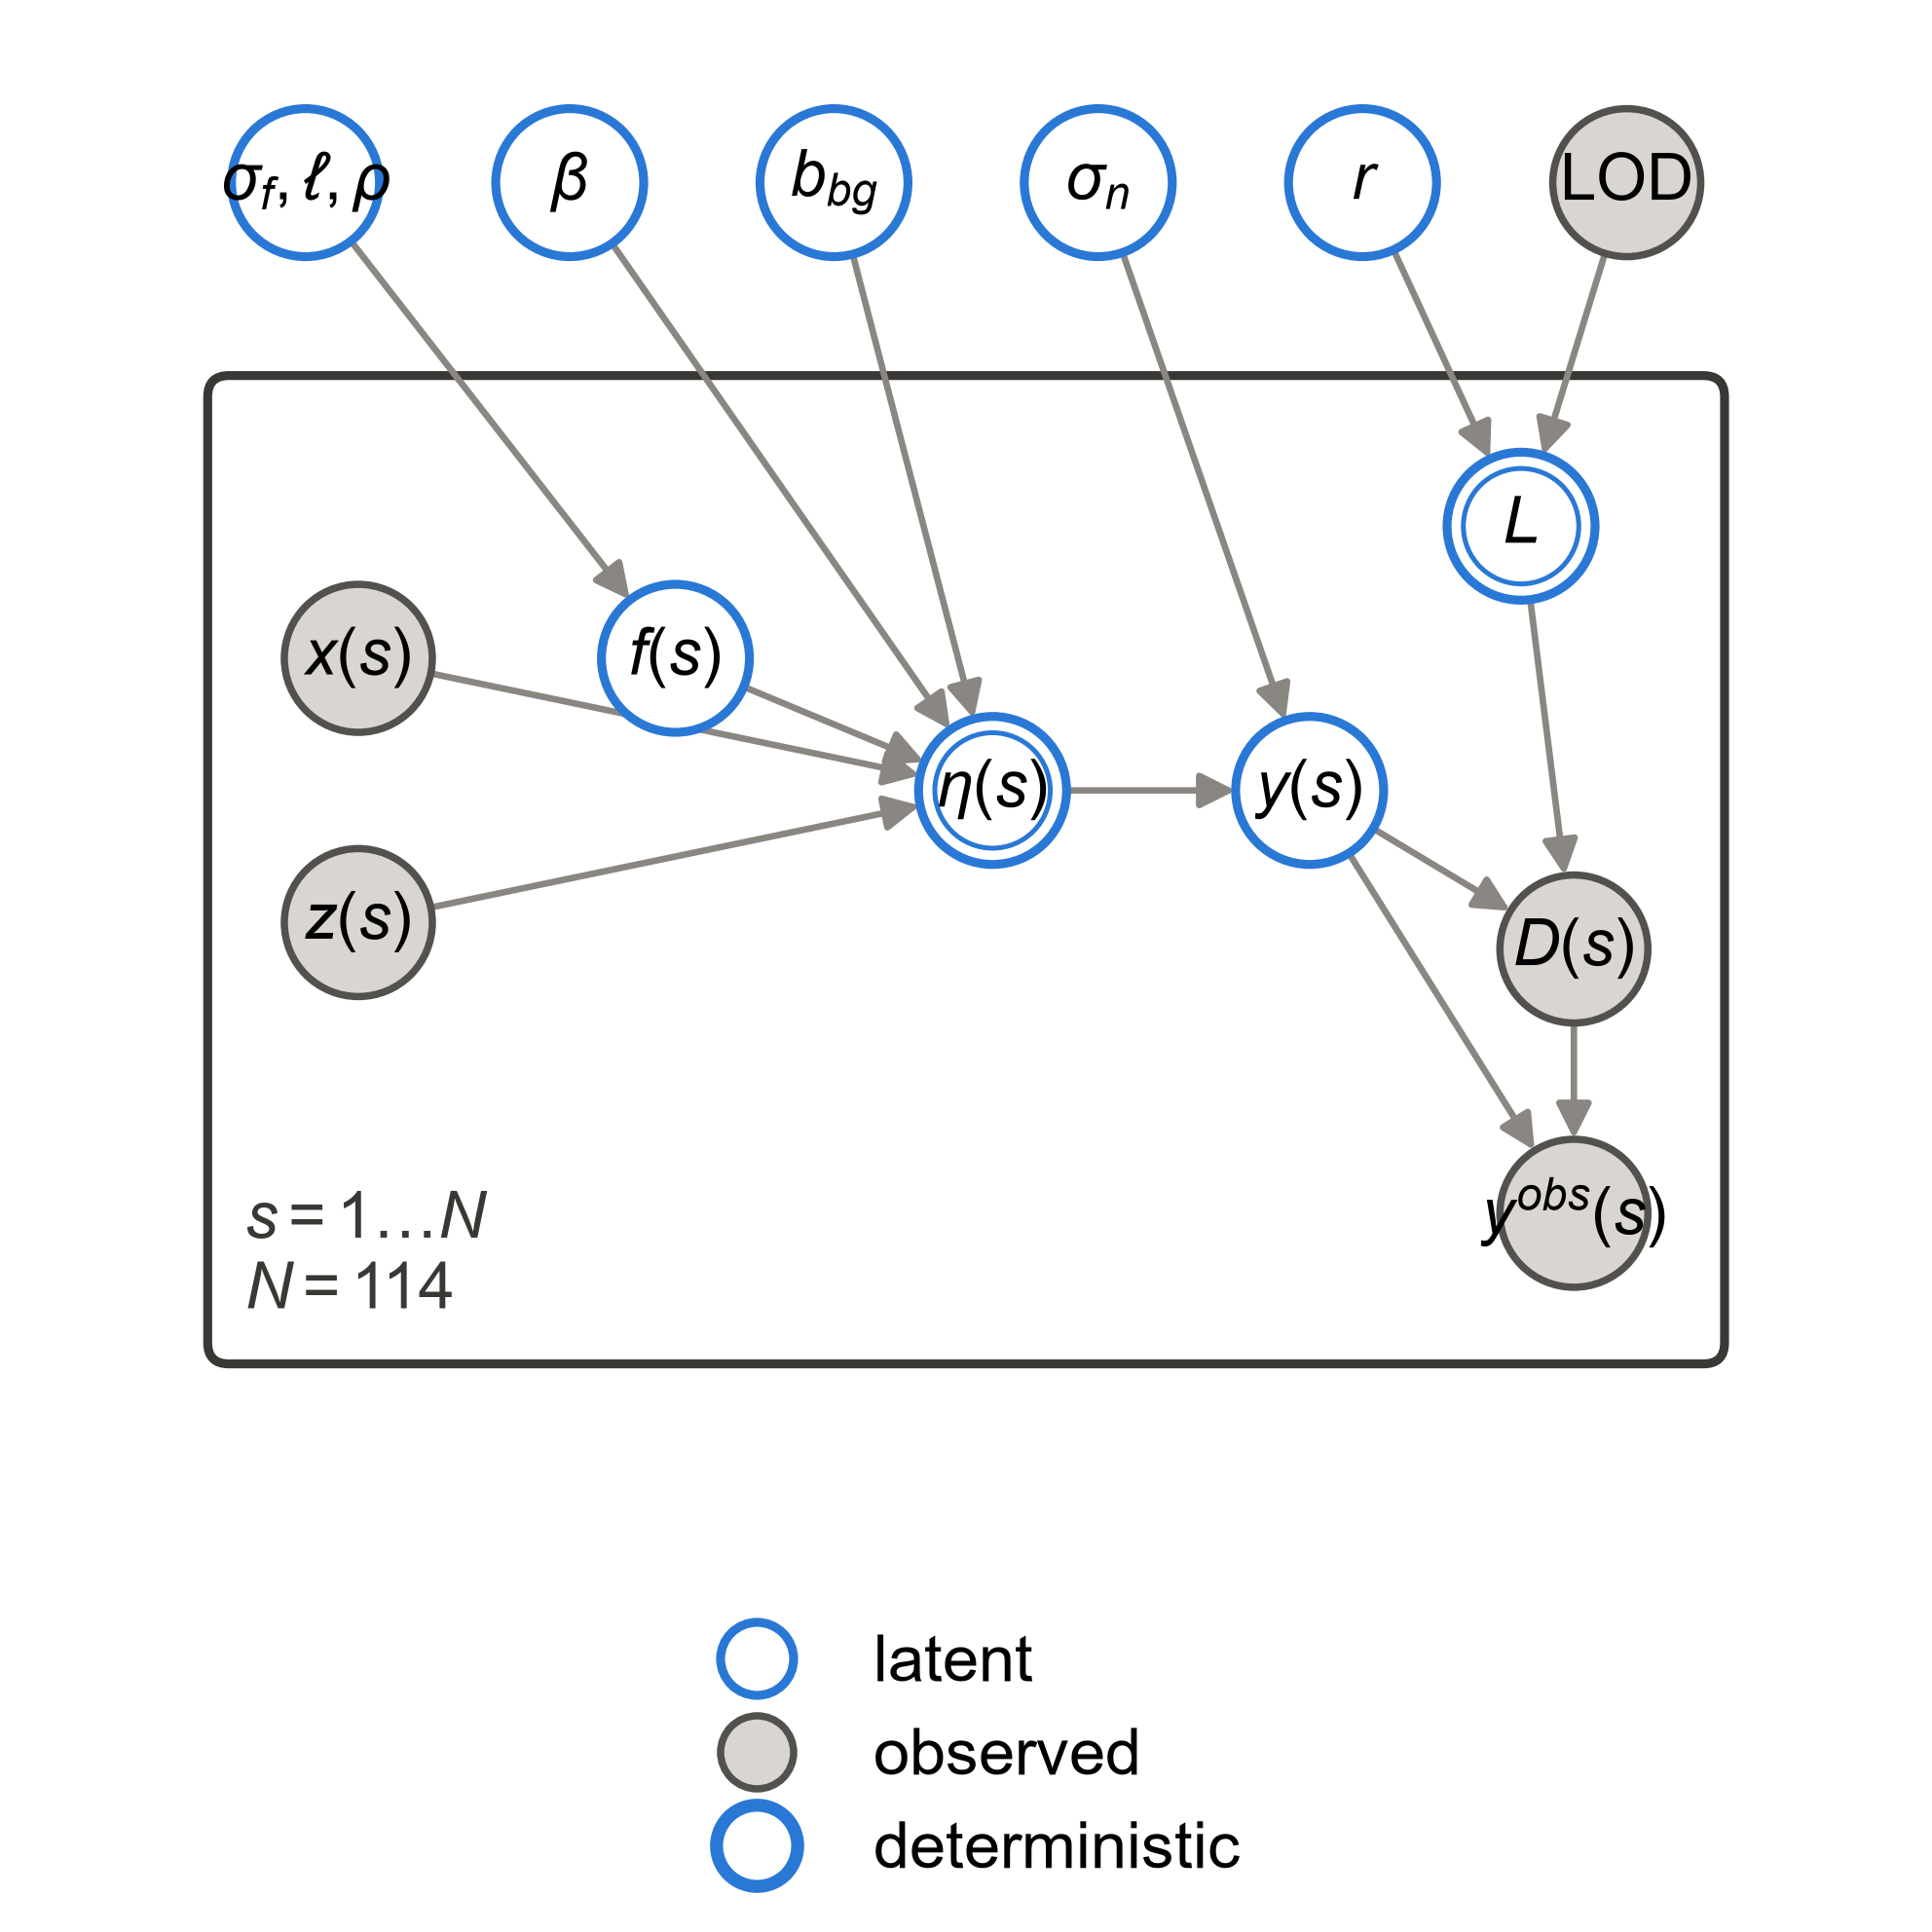 σf, ℓ, ρ
β
bbg
σn
r
LOD
L
x(s)
f(s)
η(s)
y(s)
z(s)
D(s)
yobs(s)
s = 1…N
N = 114
latent
observed
deterministic